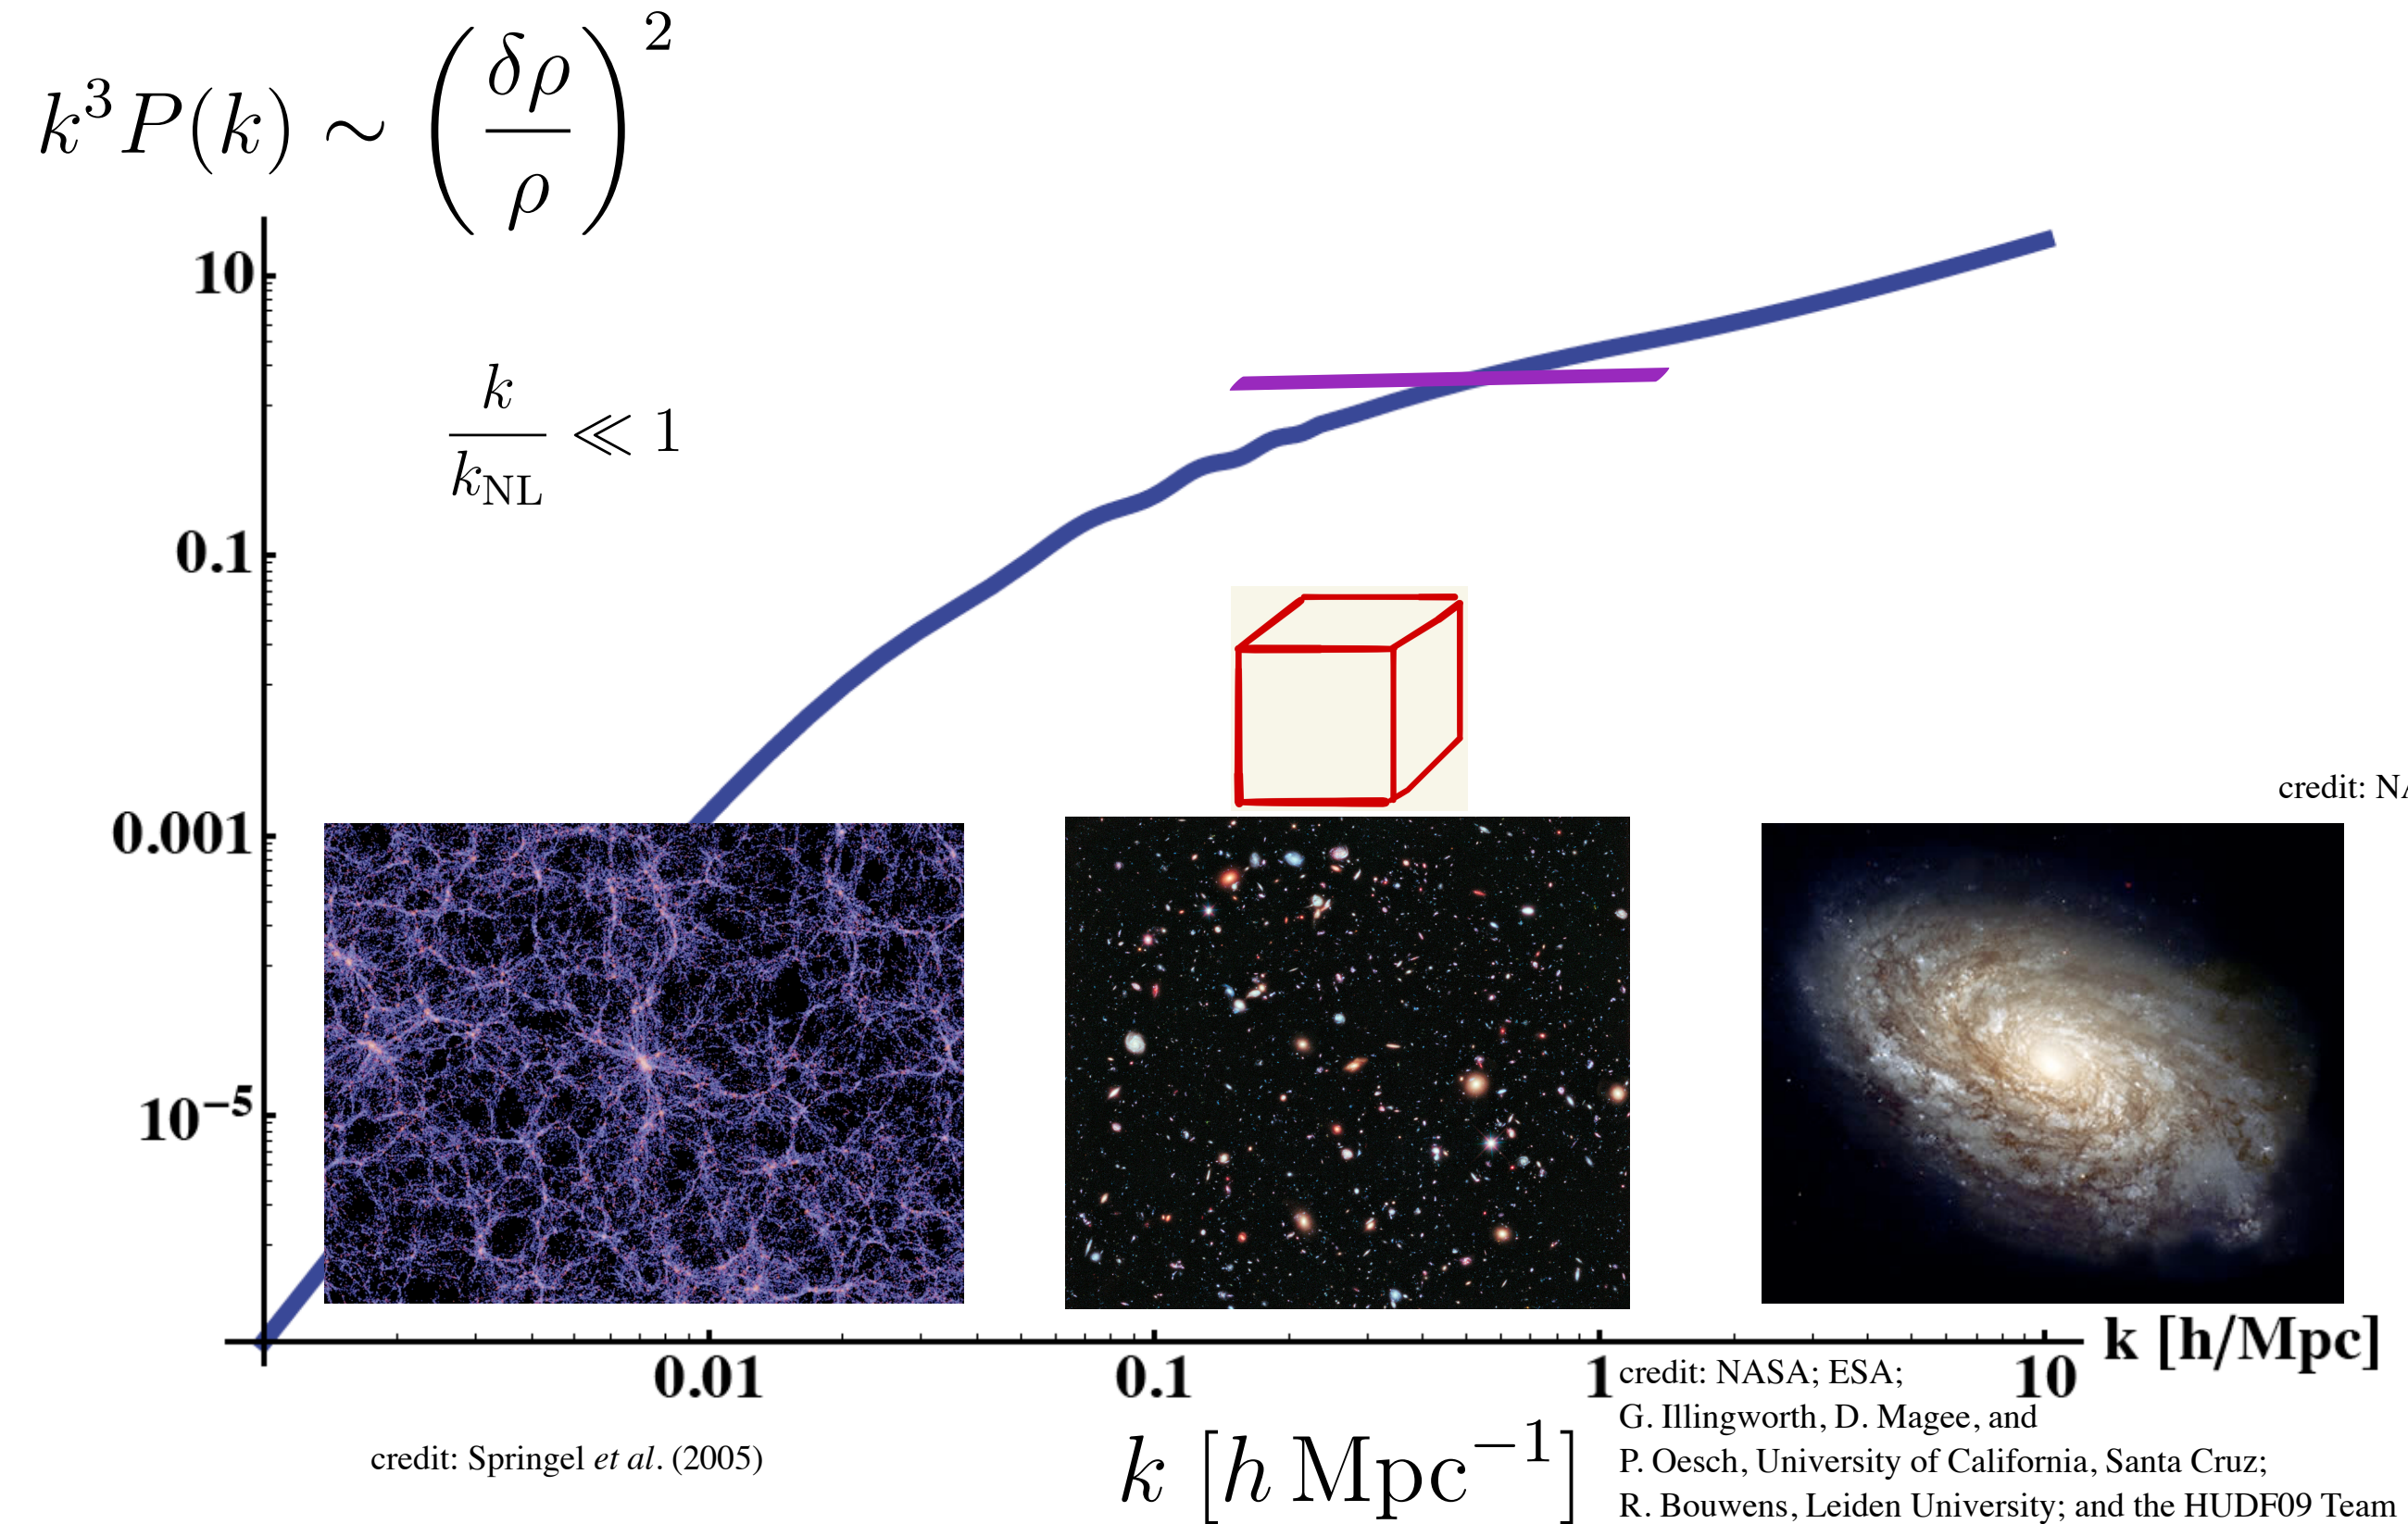 k³P(k) ∼ (δρ/ρ)²
10
k/k_NL ≪ 1
0.1
0.001
credit: NA
10⁻⁵
k [h/Mpc]
0.01 0.1 1 10
credit: NASA; ESA;
G. Illingworth, D. Magee, and
P. Oesch, University of California, Santa Cruz;
R. Bouwens, Leiden University; and the HUDF09 Team
credit: Springel et al. (2005)
k [h Mpc⁻¹]